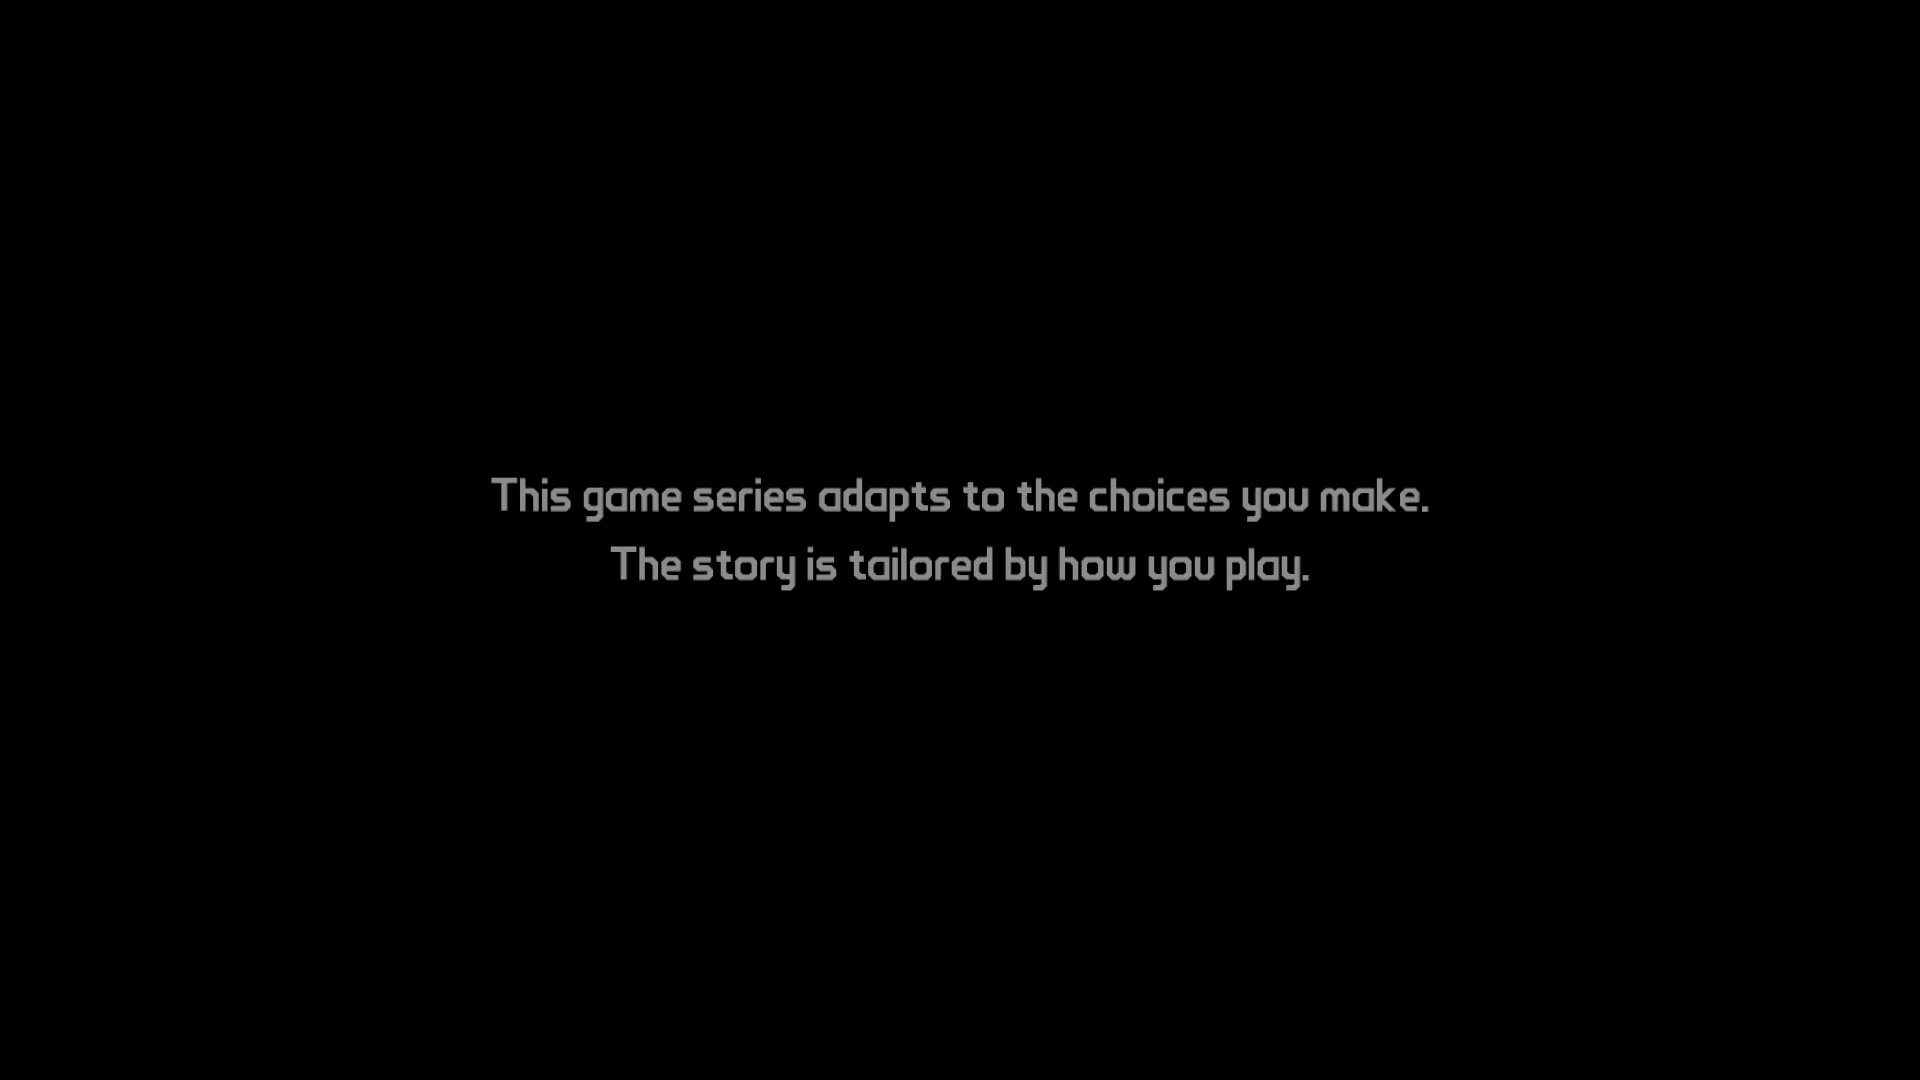 This game series adapts to the choices you make.
The story is tailored by how you play.